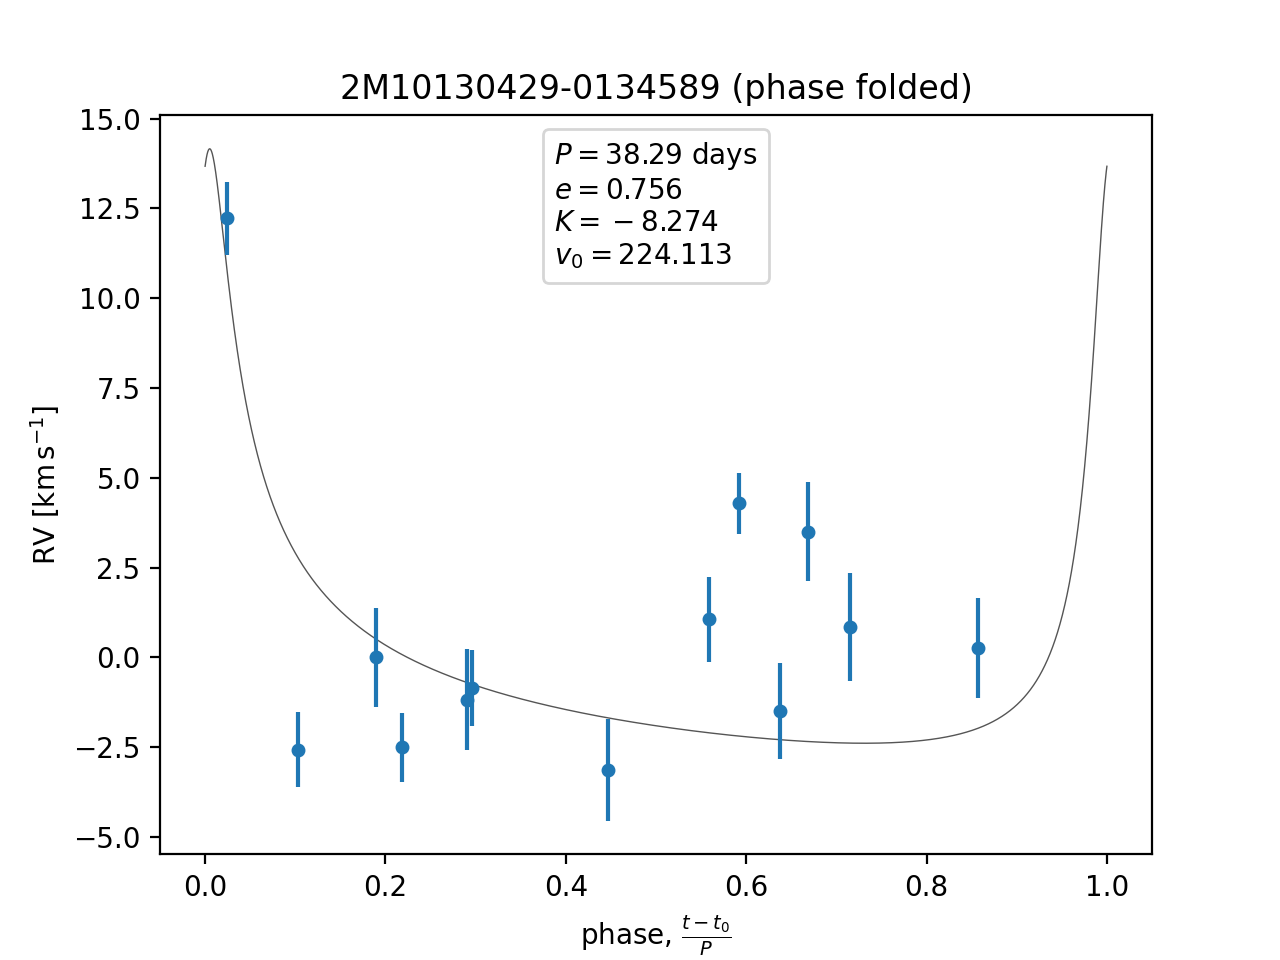 2M10130429-0134589 (phase folded)
P = 38.29 days
e = 0.756
K = − 8.274
v₀ = 224.113
15.0
12.5
10.0
7.5
5.0
2.5
0.0
−2.5
−5.0
RV [km s⁻¹]
0.0 0.2 0.4 0.6 0.8 1.0
phase, (t − t₀)/P